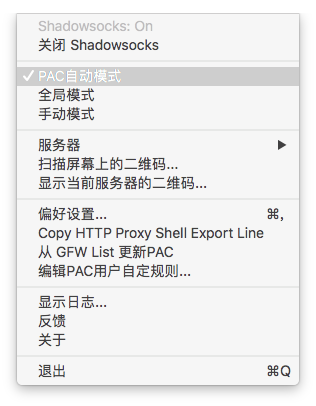 Shadowsocks: On
关闭 Shadowsocks
✓ PAC自动模式
全局模式
手动模式
服务器 ▶
扫描屏幕上的二维码...
显示当前服务器的二维码...
偏好设置... ⌘,
Copy HTTP Proxy Shell Export Line
从 GFW List 更新PAC
编辑PAC用户自定规则...
显示日志...
反馈
关于
退出 ⌘Q